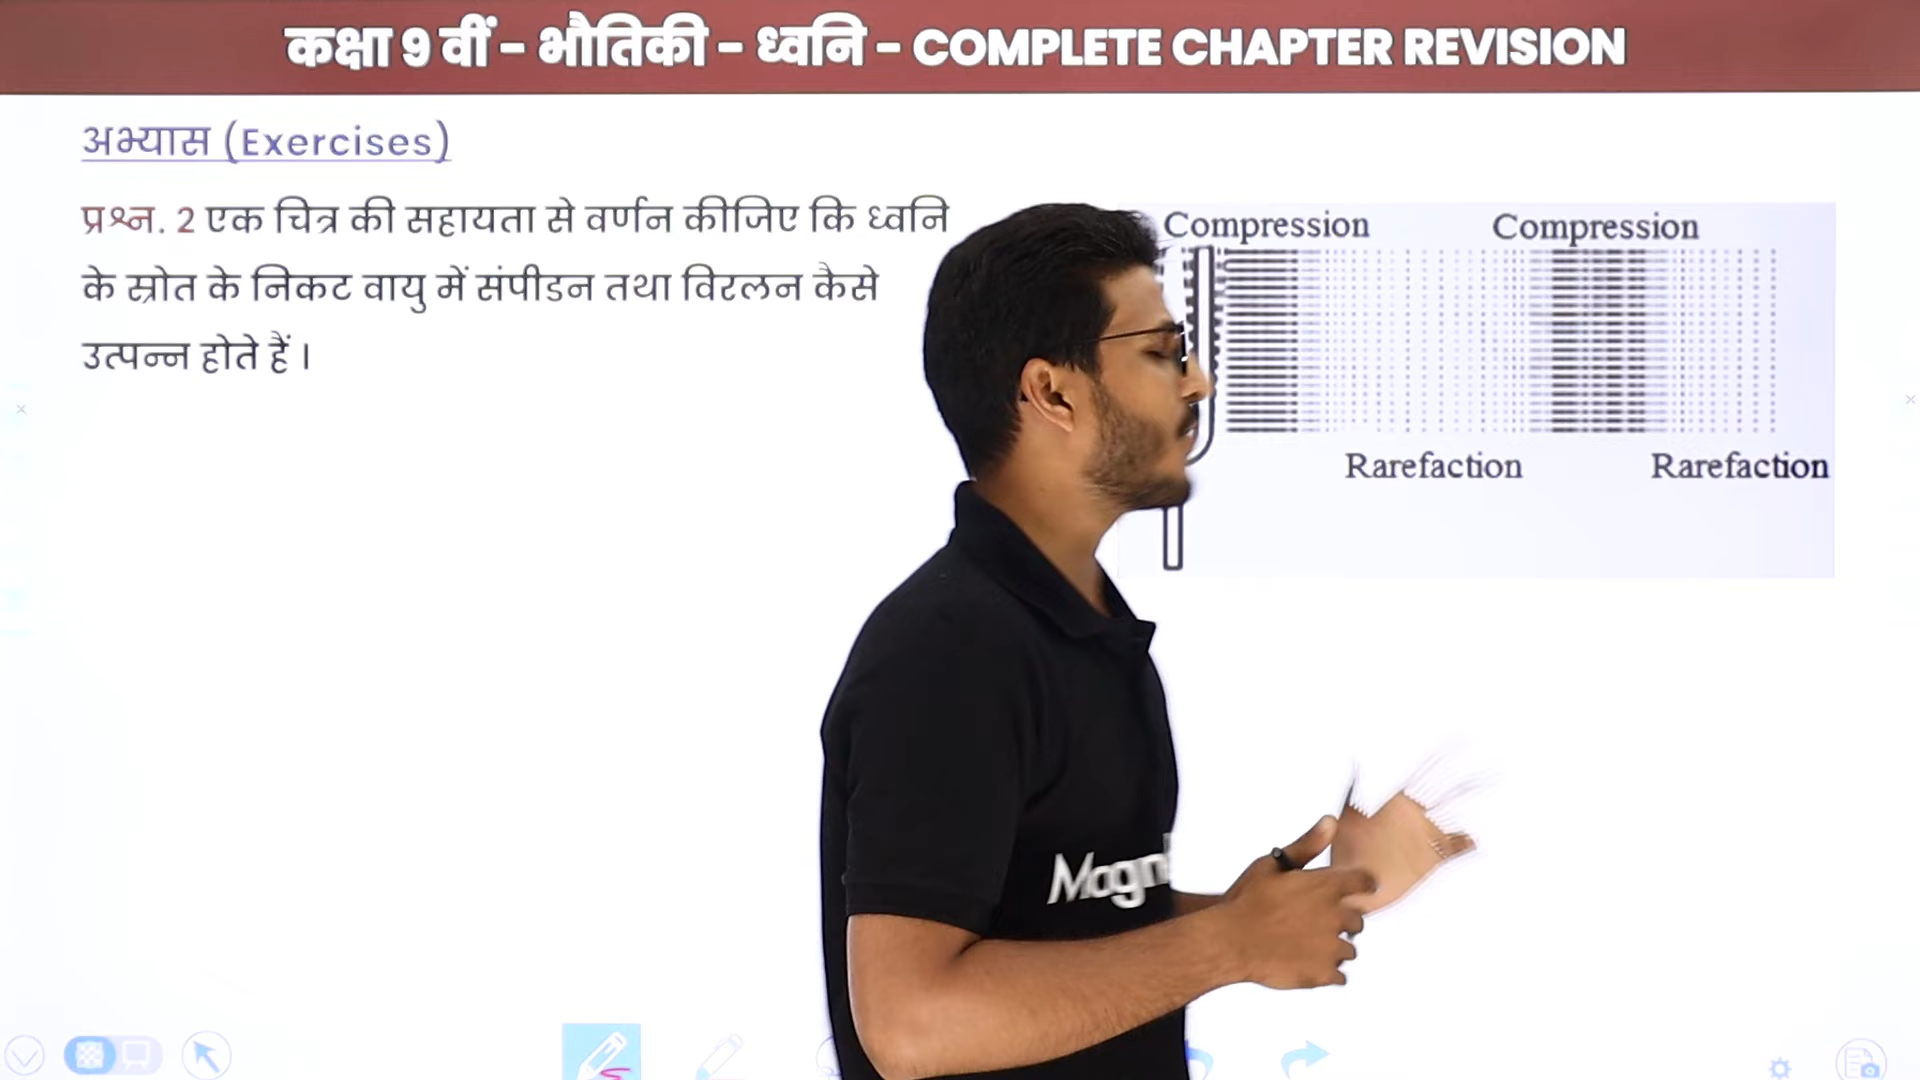 कक्षा 9 वीं – भौतिकी – ध्वनि – COMPLETE CHAPTER REVISION
अभ्यास (Exercises)
प्रश्न. 2 एक चित्र की सहायता से वर्णन कीजिए कि ध्वनि
के स्रोत के निकट वायु में संपीडन तथा विरलन कैसे
उत्पन्न होते हैं ।
Compression Compression
Rarefaction Rarefaction